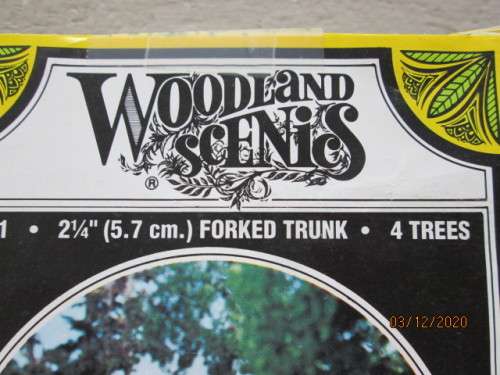 WOODLAND
SCENICS
®
1 • 2¼" (5.7 cm.) FORKED TRUNK • 4 TREES
03/12/2020